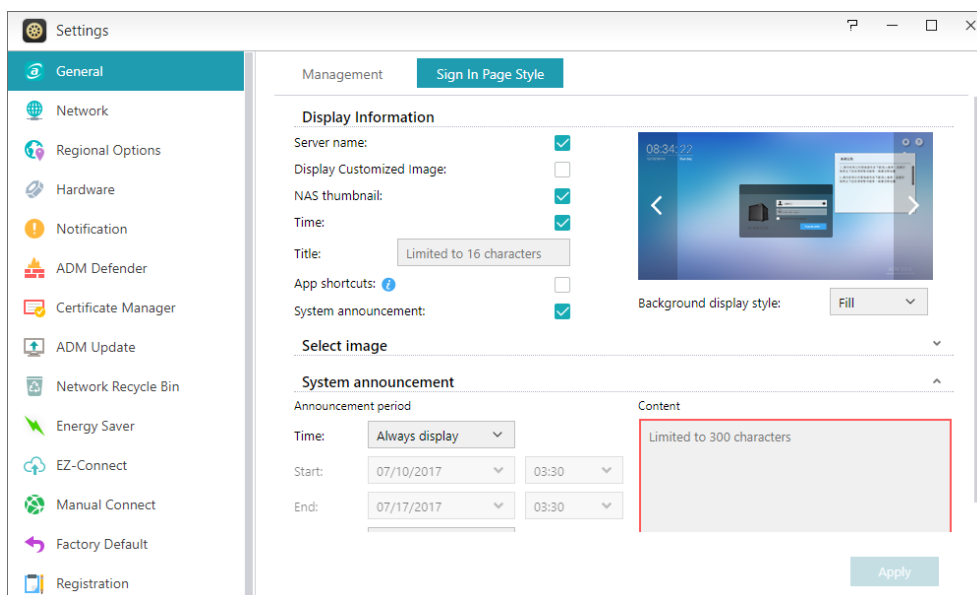 Settings
General
Network
Regional Options
Hardware
Notification
ADM Defender
Certificate Manager
ADM Update
Network Recycle Bin
Energy Saver
EZ-Connect
Manual Connect
Factory Default
Registration
Management
Sign In Page Style
Display Information
Server name:
Display Customized Image:
NAS thumbnail:
Time:
Title: Limited to 16 characters
App shortcuts:
System announcement:
08:34:22
Background display style: Fill
Select image
System announcement
Announcement period
Time: Always display
Start: 07/10/2017 03:30
End: 07/17/2017 03:30
Content
Limited to 300 characters
Apply